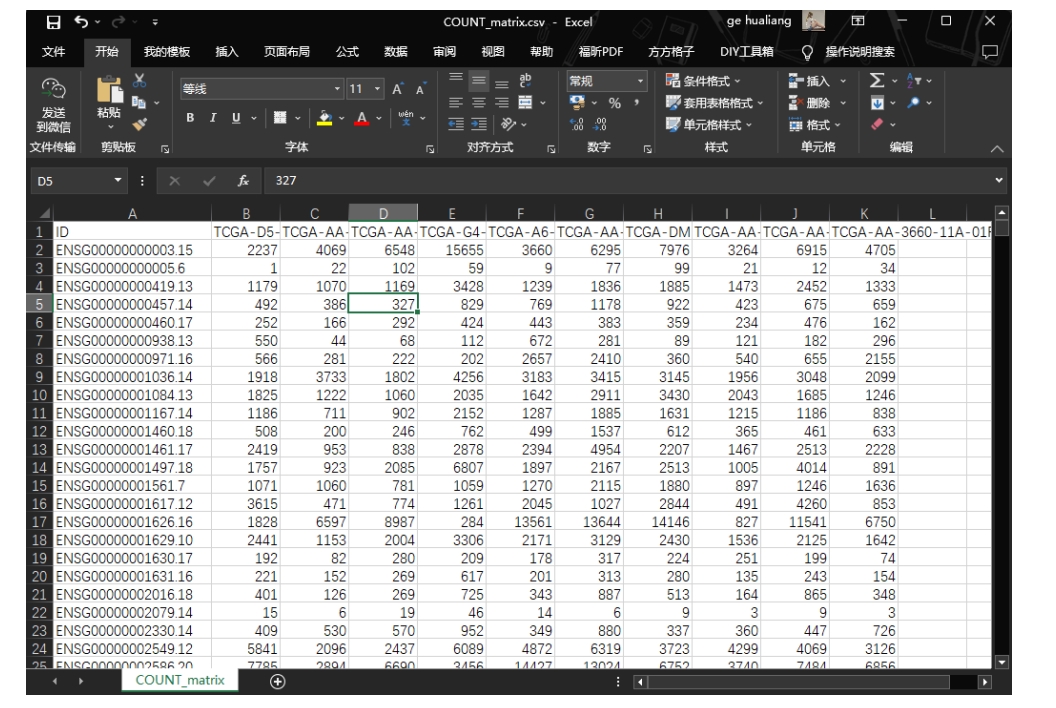 COUNT_matrix.csv - Excel
ge hualiang
文件 开始 我的模板 插入 页面布局 公式 数据 审阅 视图 帮助 福昕PDF 方方格子 DIY工具箱 操作说明搜索
发送
到微信
粘贴
等线 11 A A
B I U A wén 文
ab
常规
%
条件格式
套用表格格式
单元格样式
插入
删除
格式
文件传输 剪贴板 字体 对齐方式 数字 样式 单元格 编辑
D5 fx 327
A B C D E F G H I J K L
1 ID TCGA-D5- TCGA-AA- TCGA-AA- TCGA-G4- TCGA-A6- TCGA-AA- TCGA-DM TCGA-AA- TCGA-AA- TCGA-AA-3660-11A-01R
2 ENSG00000000003.15 2237 4069 6548 15655 3660 6295 7976 3264 6915 4705
3 ENSG00000000005.6 1 22 102 59 9 77 99 21 12 34
4 ENSG00000000419.13 1179 1070 1169 3428 1239 1836 1885 1473 2452 1333
5 ENSG00000000457.14 492 386 327 829 769 1178 922 423 675 659
6 ENSG00000000460.17 252 166 292 424 443 383 359 234 476 162
7 ENSG00000000938.13 550 44 68 112 672 281 89 121 182 296
8 ENSG00000000971.16 566 281 222 202 2657 2410 360 540 655 2155
9 ENSG00000001036.14 1918 3733 1802 4256 3183 3415 3145 1956 3048 2099
10 ENSG00000001084.13 1825 1222 1060 2035 1642 2911 3430 2043 1685 1246
11 ENSG00000001167.14 1186 711 902 2152 1287 1885 1631 1215 1186 838
12 ENSG00000001460.18 508 200 246 762 499 1537 612 365 461 633
13 ENSG00000001461.17 2419 953 838 2878 2394 4954 2207 1467 2513 2228
14 ENSG00000001497.18 1757 923 2085 6807 1897 2167 2513 1005 4014 891
15 ENSG00000001561.7 1071 1060 781 1059 1270 2115 1880 897 1246 1636
16 ENSG00000001617.12 3615 471 774 1261 2045 1027 2844 491 4260 853
17 ENSG00000001626.16 1828 6597 8987 284 13561 13644 14146 827 11541 6750
18 ENSG00000001629.10 2441 1153 2004 3306 2171 3129 2430 1536 2125 1642
19 ENSG00000001630.17 192 82 280 209 178 317 224 251 199 74
20 ENSG00000001631.16 221 152 269 617 201 313 280 135 243 154
21 ENSG00000002016.18 401 126 269 725 343 887 513 164 865 348
22 ENSG00000002079.14 15 6 19 46 14 6 9 3 9 3
23 ENSG00000002330.14 409 530 570 952 349 880 337 360 447 726
24 ENSG00000002549.12 5841 2096 2437 6089 4872 6319 3723 4299 4069 3126
25 ENSG00000002586.20 7785 2894 6690 3456 14427 13024 6752 3740 7484 6856
COUNT_matrix